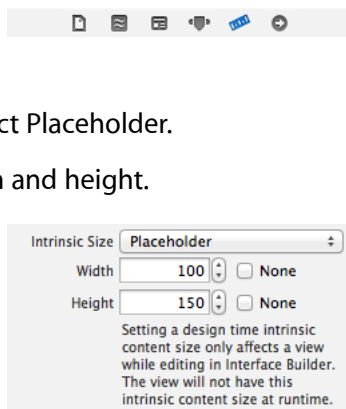 ct Placeholder.
and height.
Intrinsic Size Placeholder
Width 100 None
Height 150 None
Setting a design time intrinsic
content size only affects a view
while editing in Interface Builder.
The view will not have this
intrinsic content size at runtime.